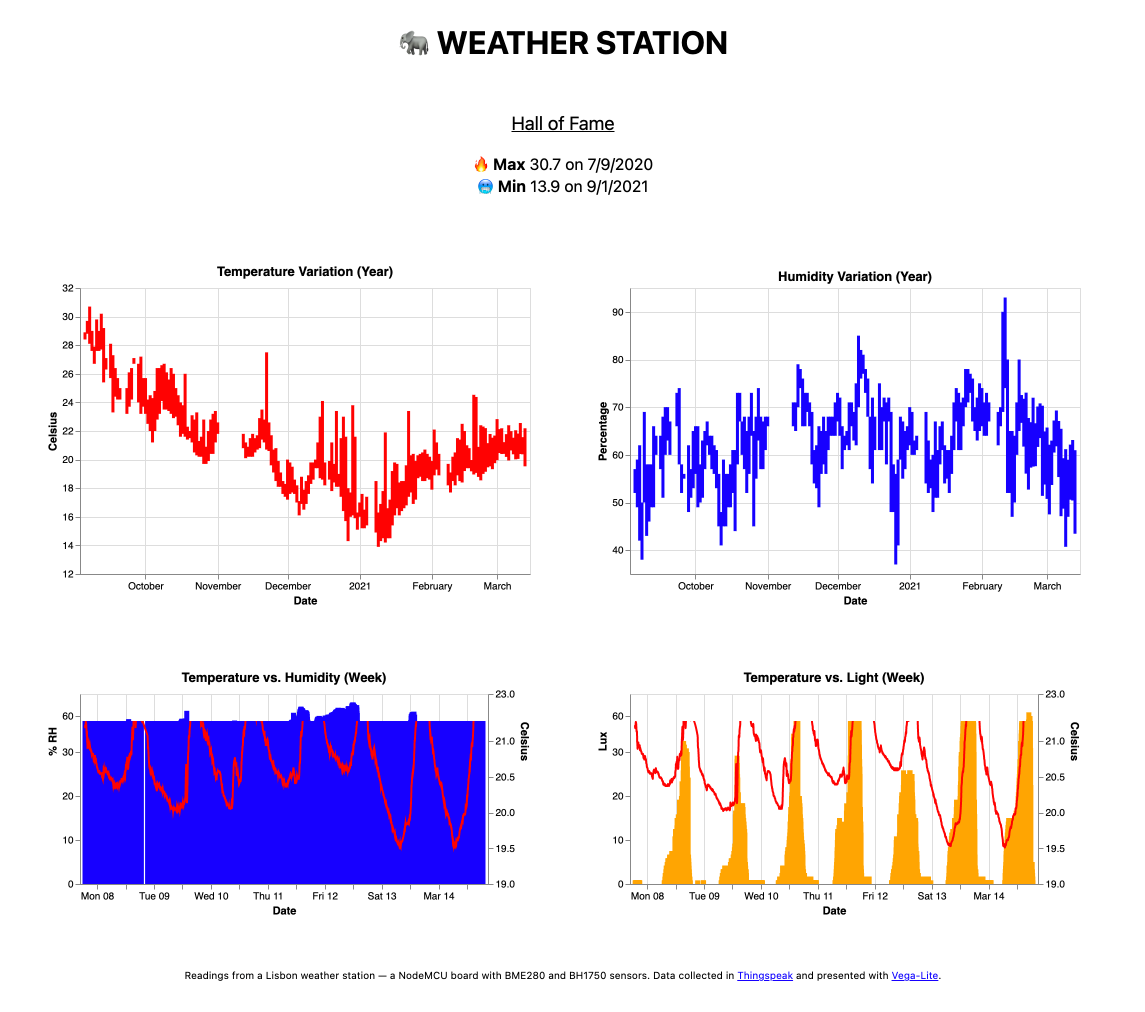 🐘 WEATHER STATION
Hall of Fame
🔥 Max 30.7 on 7/9/2020
🥶 Min 13.9 on 9/1/2021
Temperature Variation (Year)
32
30
28
26
24
22
20
18
16
14
12
Celsius
October November December 2021 February March
Date
Humidity Variation (Year)
90
80
70
60
50
40
Percentage
October November December 2021 February March
Date
Temperature vs. Humidity (Week)
60
30
20
10
0
% RH
23.0
21.0
20.5
20.0
19.5
19.0
Celsius
Mon 08 Tue 09 Wed 10 Thu 11 Fri 12 Sat 13 Mar 14
Date
Temperature vs. Light (Week)
60
30
20
10
0
Lux
23.0
21.0
20.5
20.0
19.5
19.0
Celsius
Mon 08 Tue 09 Wed 10 Thu 11 Fri 12 Sat 13 Mar 14
Date
Readings from a Lisbon weather station — a NodeMCU board with BME280 and BH1750 sensors. Data collected in Thingspeak and presented with Vega-Lite.